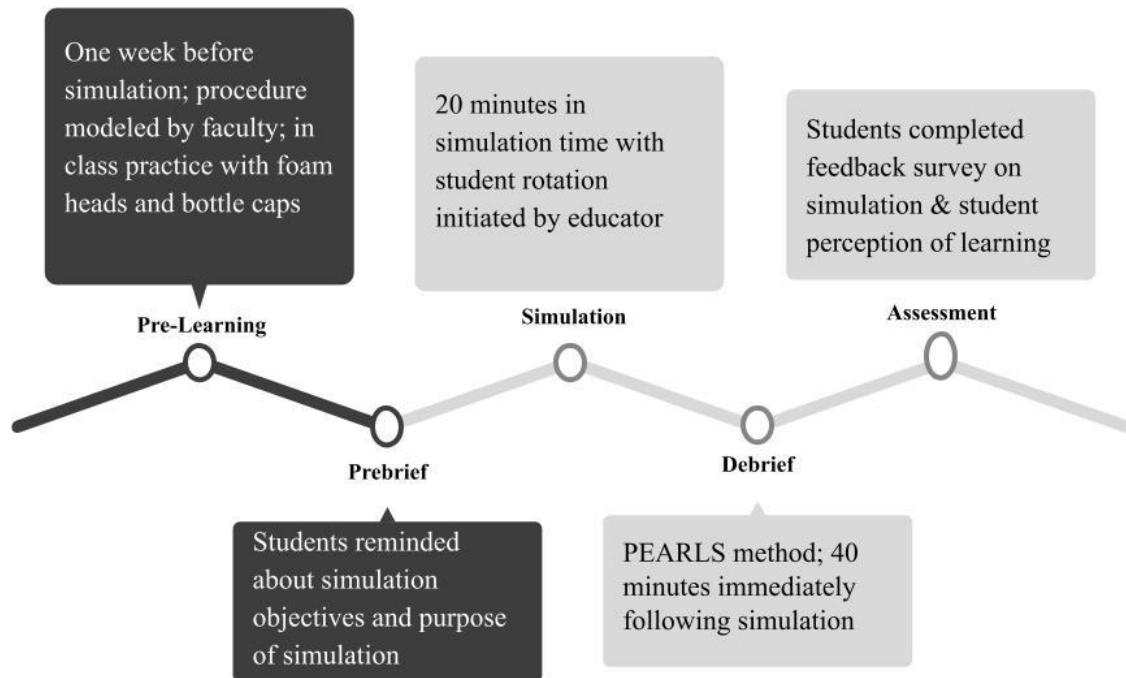 One week before
simulation; procedure
modeled by faculty; in
class practice with foam
heads and bottle caps
Pre-Learning
Students reminded
about simulation
objectives and purpose
of simulation
Prebrief
20 minutes in
simulation time with
student rotation
initiated by educator
Simulation
PEARLS method; 40
minutes immediately
following simulation
Debrief
Students completed
feedback survey on
simulation & student
perception of learning
Assessment